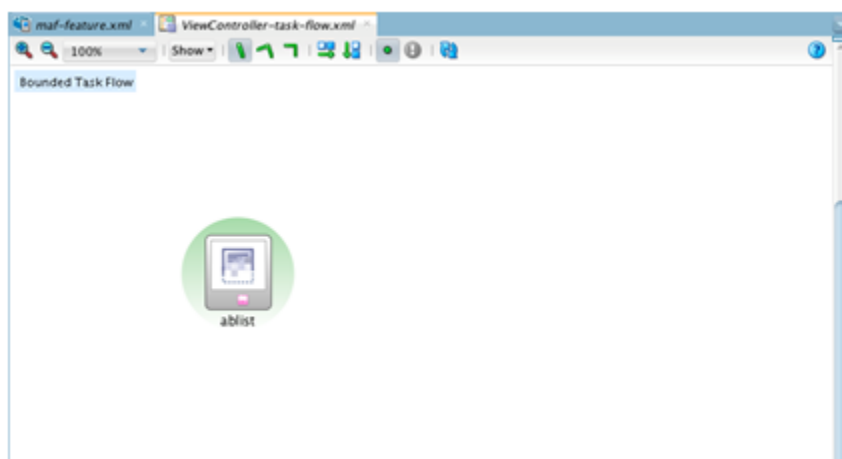 maf-feature.xml ViewController-task-flow.xml
100% Show
Bounded Task Flow
ablist